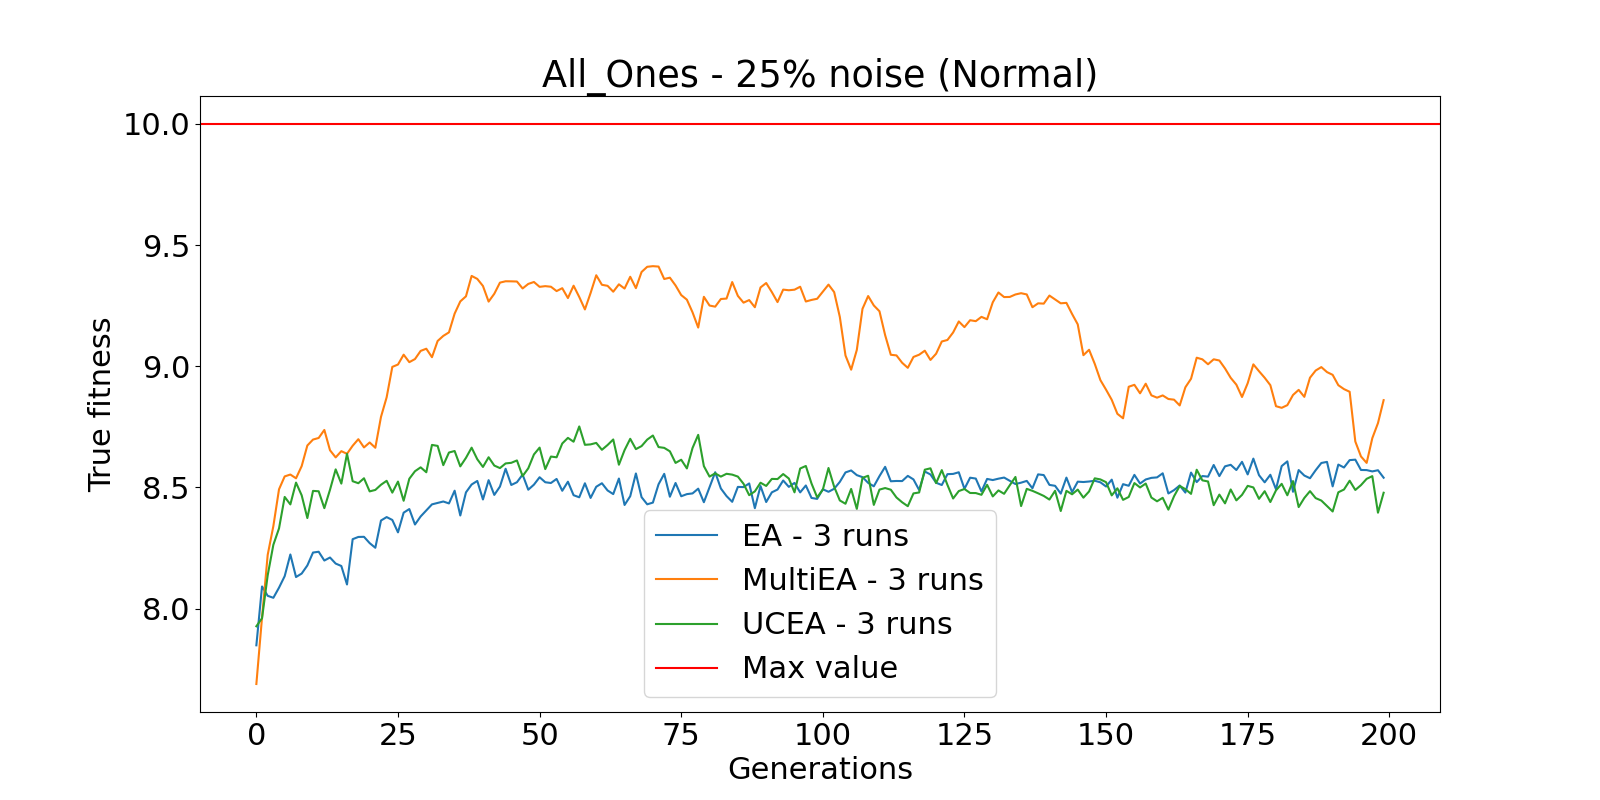 All_Ones - 25% noise (Normal)
True fitness
10.0
9.5
9.0
8.5
8.0
EA - 3 runs
MultiEA - 3 runs
UCEA - 3 runs
Max value
0 25 50 75 100 125 150 175 200
Generations